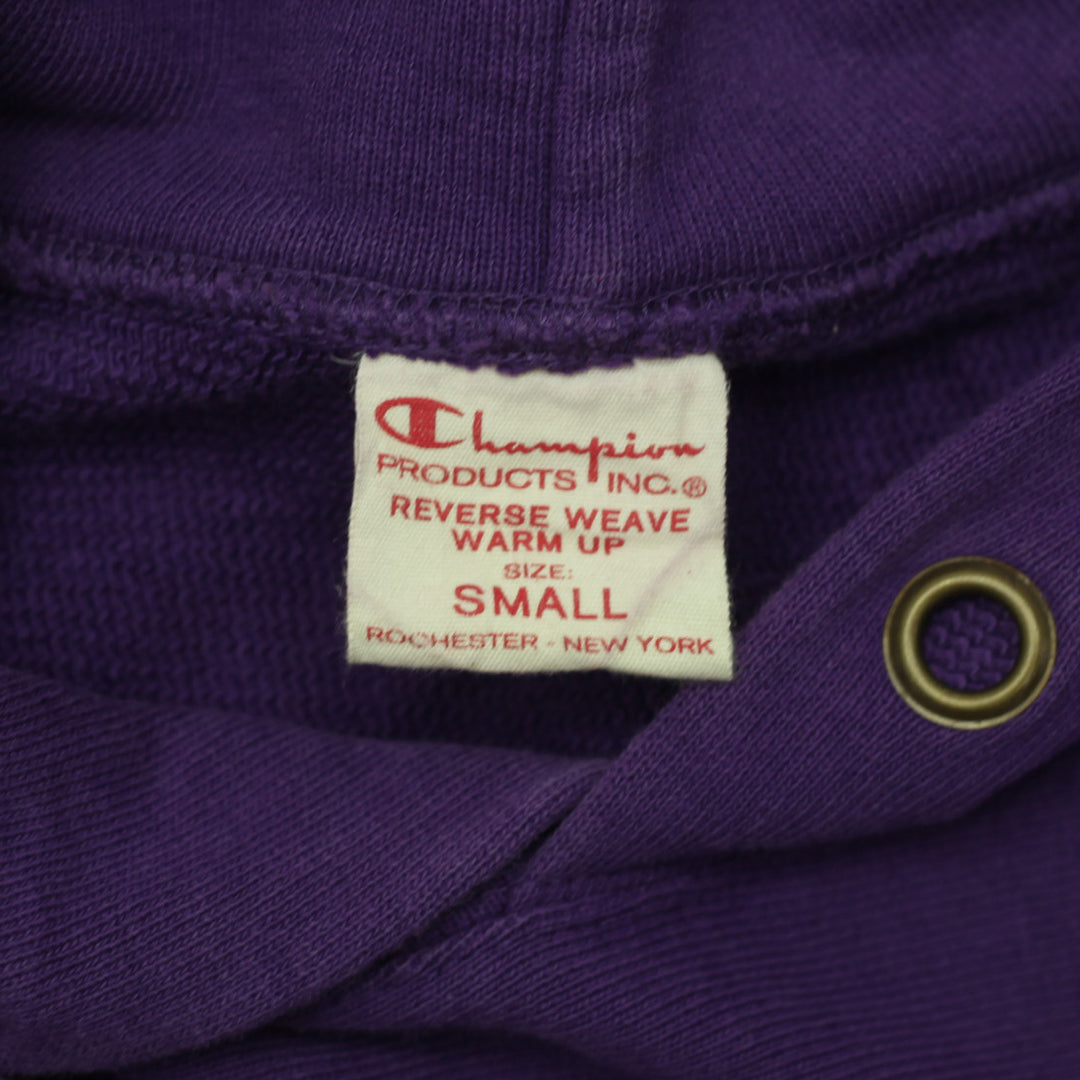 Champion
PRODUCTS INC.®
REVERSE WEAVE
WARM UP
SIZE:
SMALL
ROCHESTER - NEW YORK